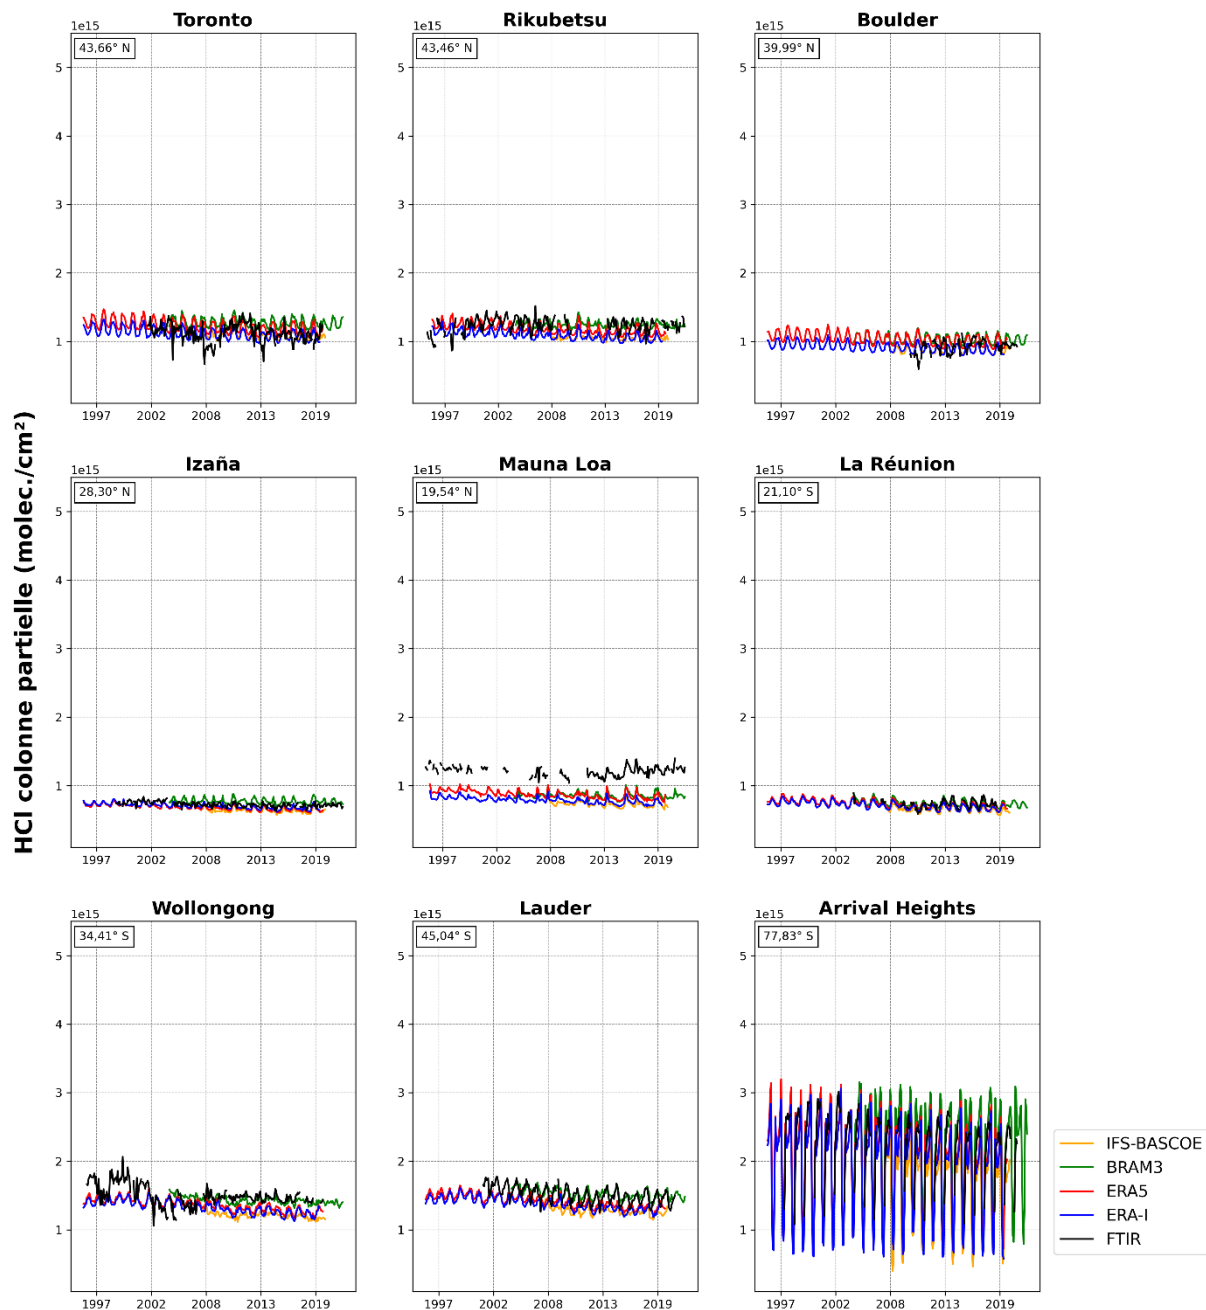 HCl colonne partielle (molec./cm²)
Toronto
1e15
43,66° N
5
4
3
2
1
1997 2002 2008 2013 2019
Rikubetsu
1e15
43,46° N
5
4
3
2
1
1997 2002 2008 2013 2019
Boulder
1e15
39,99° N
5
4
3
2
1
1997 2002 2008 2013 2019
Izaña
1e15
28,30° N
5
4
3
2
1
1997 2002 2008 2013 2019
Mauna Loa
1e15
19,54° N
5
4
3
2
1
1997 2002 2008 2013 2019
La Réunion
1e15
21,10° S
5
4
3
2
1
1997 2002 2008 2013 2019
Wollongong
1e15
34,41° S
5
4
3
2
1
1997 2002 2008 2013 2019
Lauder
1e15
45,04° S
5
4
3
2
1
1997 2002 2008 2013 2019
Arrival Heights
1e15
77,83° S
5
4
3
2
1
1997 2002 2008 2013 2019
IFS-BASCOE
BRAM3
ERA5
ERA-I
FTIR